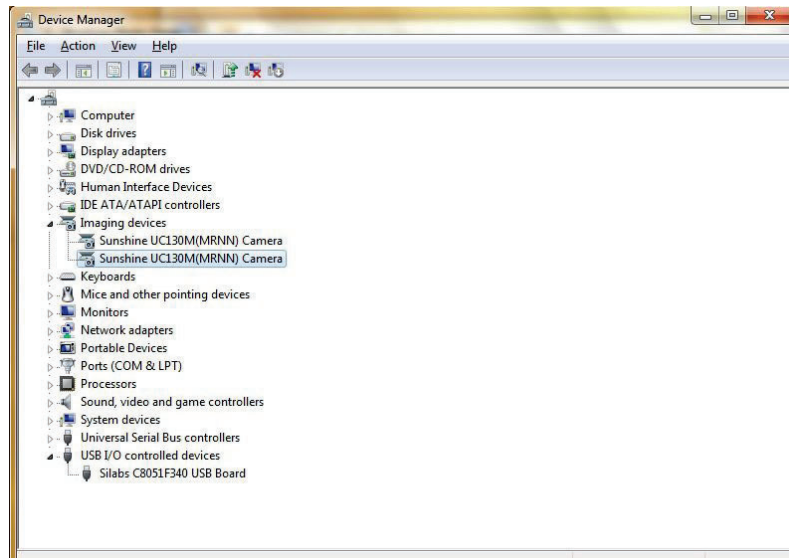 Device Manager
File Action View Help
Computer
Disk drives
Display adapters
DVD/CD-ROM drives
Human Interface Devices
IDE ATA/ATAPI controllers
Imaging devices
Sunshine UC130M(MRNN) Camera
Sunshine UC130M(MRNN) Camera
Keyboards
Mice and other pointing devices
Monitors
Network adapters
Portable Devices
Ports (COM & LPT)
Processors
Sound, video and game controllers
System devices
Universal Serial Bus controllers
USB I/O controlled devices
Silabs C8051F340 USB Board